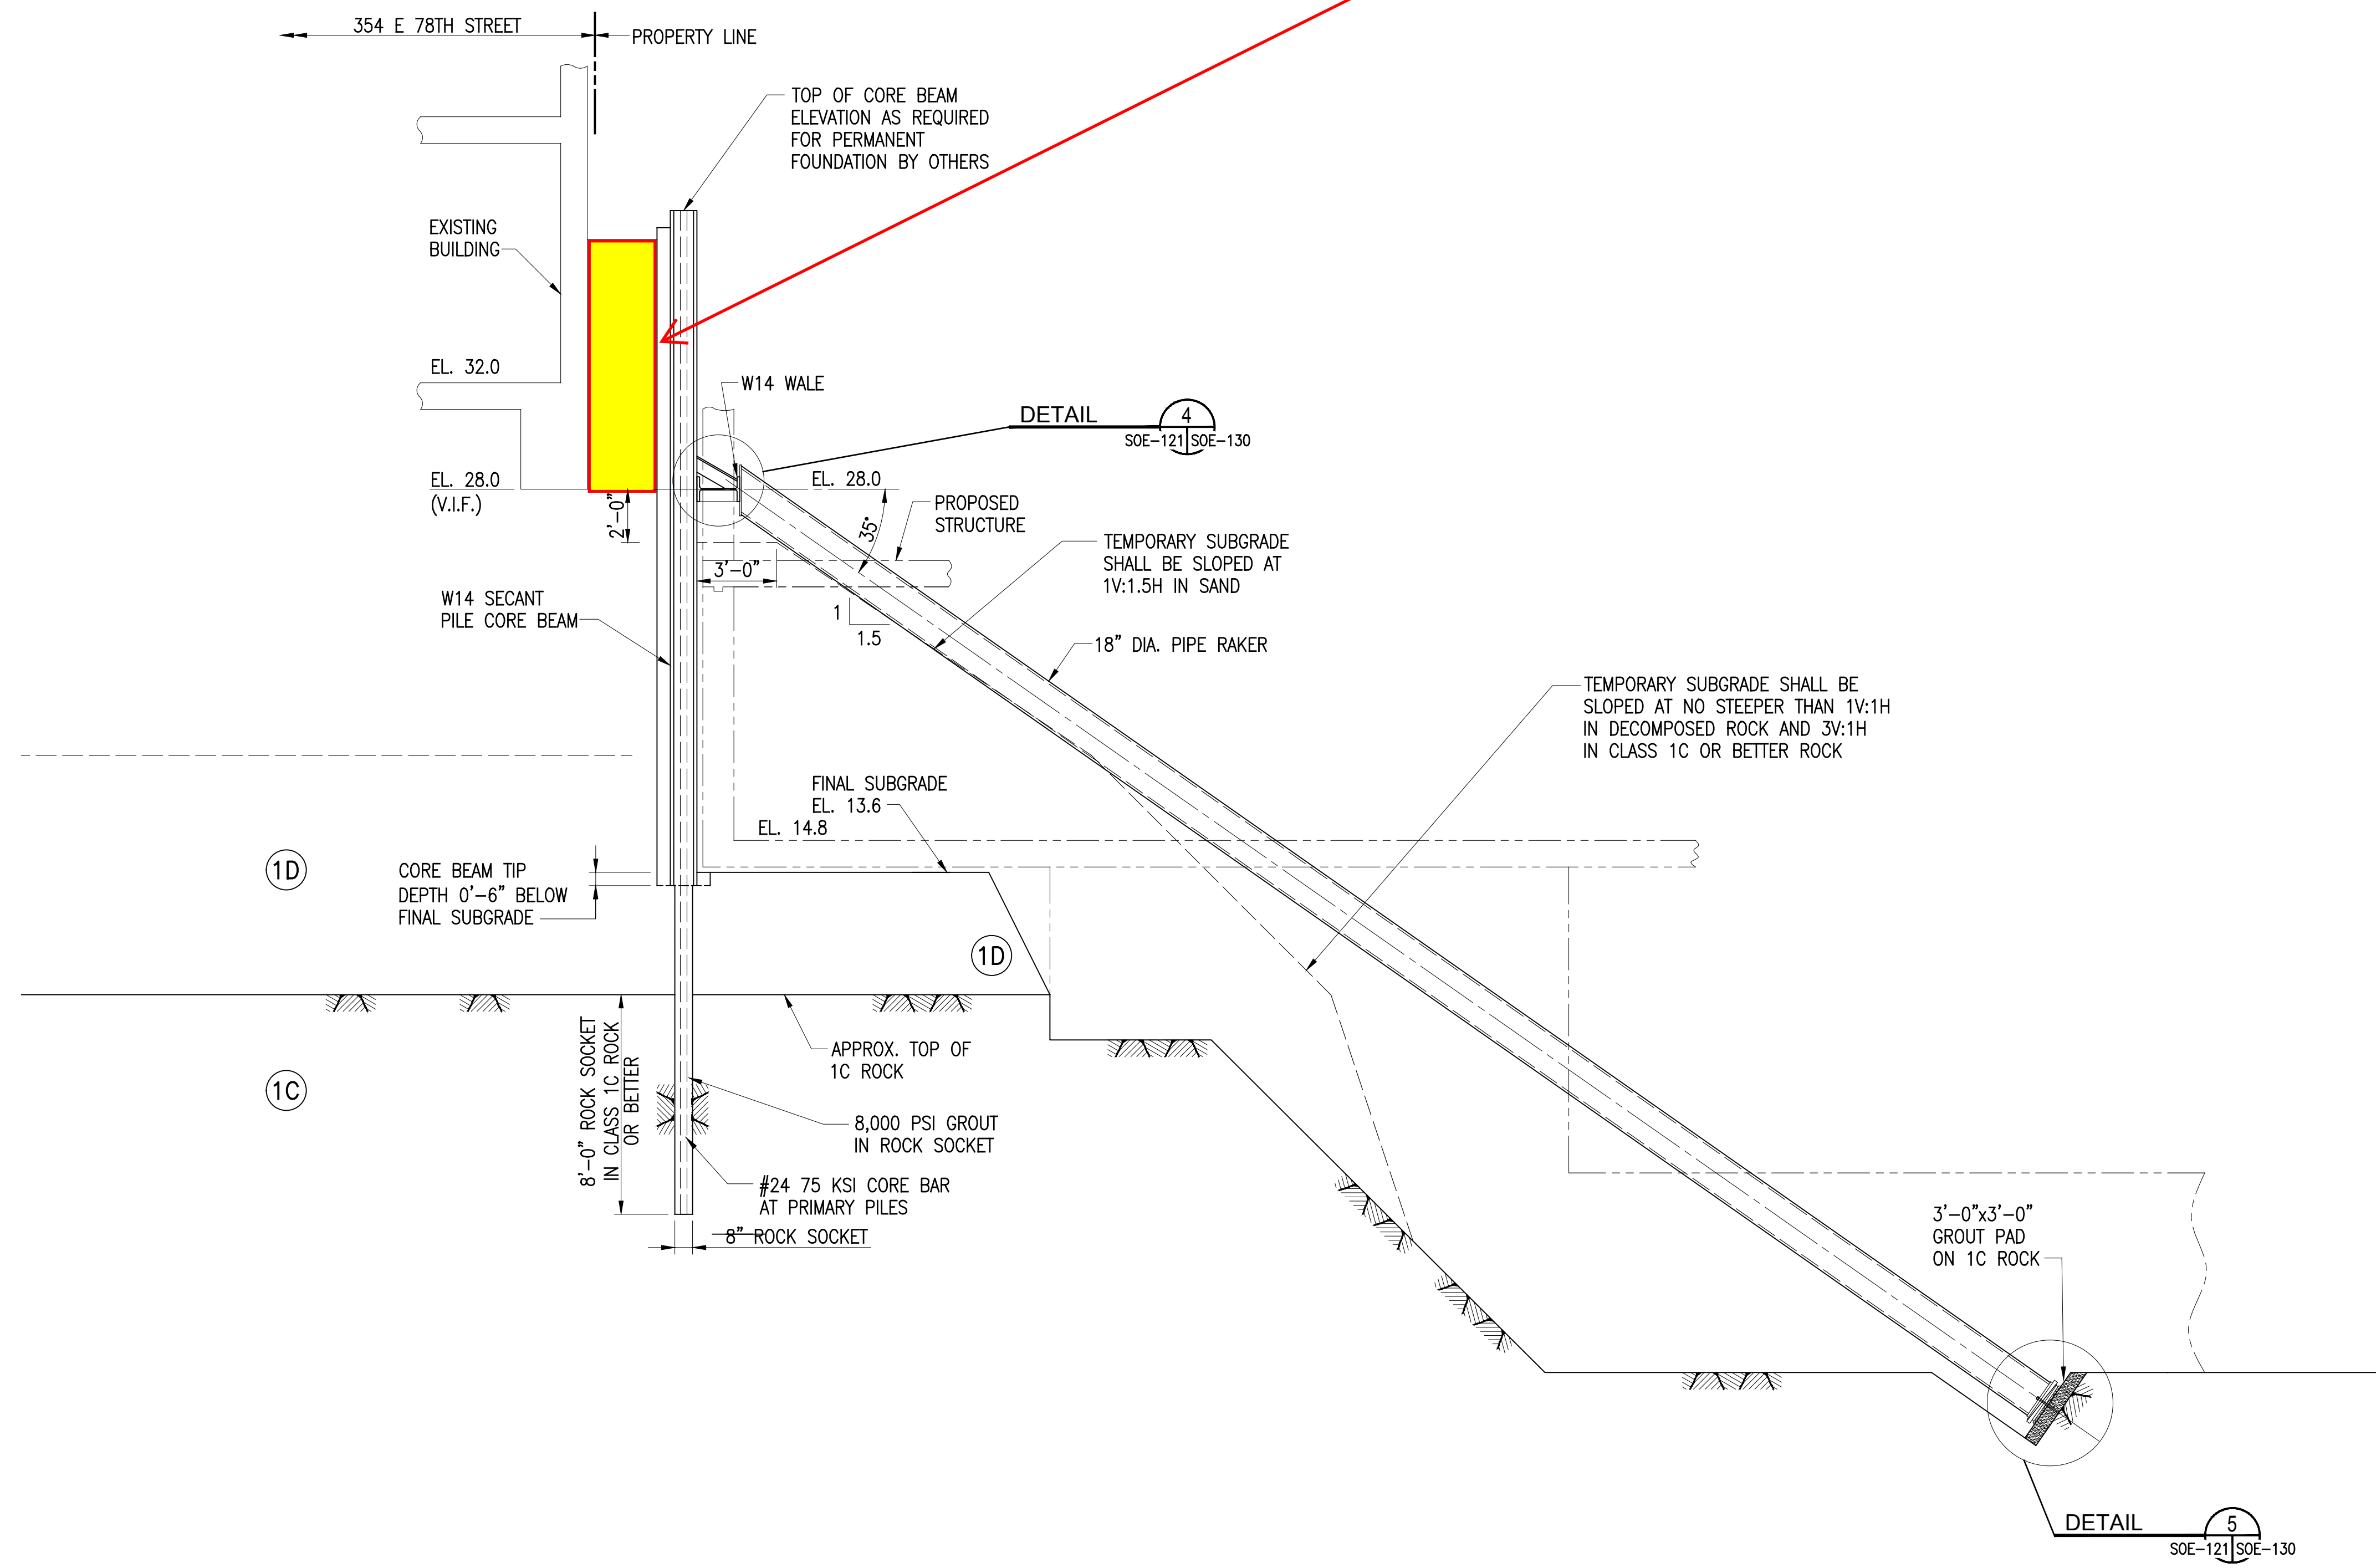 354 E 78TH STREET
PROPERTY LINE
TOP OF CORE BEAM
ELEVATION AS REQUIRED
FOR PERMANENT
FOUNDATION BY OTHERS
EXISTING
BUILDING
EL. 32.0
W14 WALE
DETAIL
4
SOE-121
SOE-130
EL. 28.0
(V.I.F.)
2'-0"
EL. 28.0
35°
PROPOSED
STRUCTURE
3'-0"
1
1.5
TEMPORARY SUBGRADE
SHALL BE SLOPED AT
1V:1.5H IN SAND
W14 SECANT
PILE CORE BEAM
18" DIA. PIPE RAKER
TEMPORARY SUBGRADE SHALL BE
SLOPED AT NO STEEPER THAN 1V:1H
IN DECOMPOSED ROCK AND 3V:1H
IN CLASS 1C OR BETTER ROCK
FINAL SUBGRADE
EL. 13.6
EL. 14.8
1D
CORE BEAM TIP
DEPTH 0'-6" BELOW
FINAL SUBGRADE
1D
8'-0" ROCK SOCKET
IN CLASS 1C ROCK
OR BETTER
APPROX. TOP OF
1C ROCK
1C
8,000 PSI GROUT
IN ROCK SOCKET
#24 75 KSI CORE BAR
AT PRIMARY PILES
8" ROCK SOCKET
3'-0"x3'-0"
GROUT PAD
ON 1C ROCK
DETAIL
5
SOE-121
SOE-130